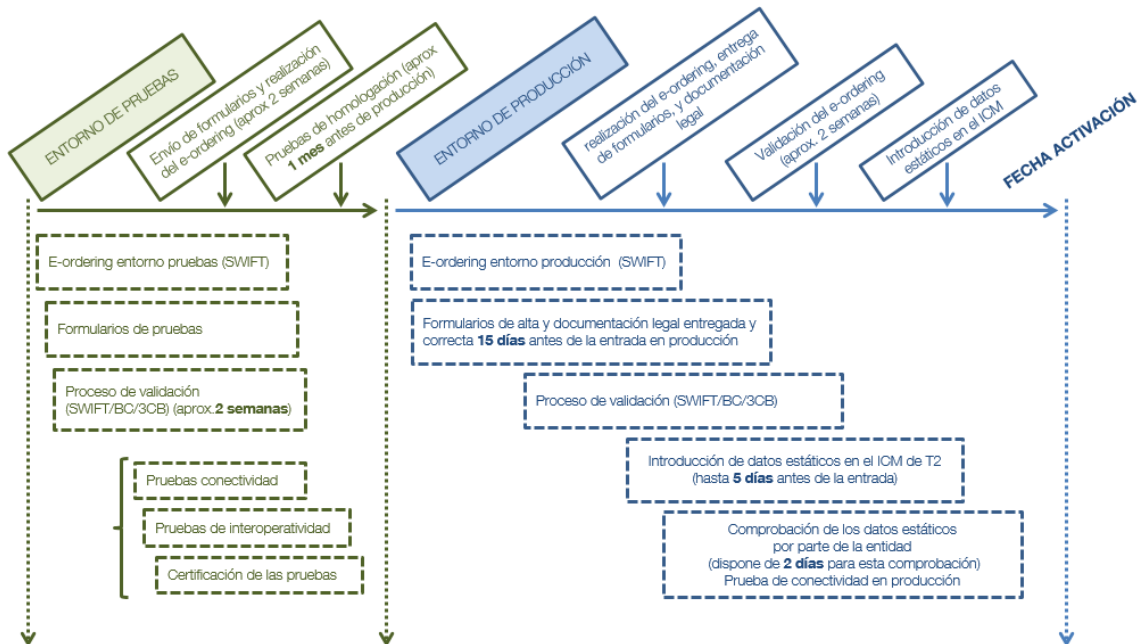 ENTORNO DE PRUEBAS
Envío de formularios y realización
del e-ordering (aprox 2 semanas)
Pruebas de homologación (aprox
1 mes antes de producción)
ENTORNO DE PRODUCCIÓN
realización del e-ordering, entrega
de formularios, y documentación
legal
Validación del e-ordering
(aprox. 2 semanas)
Introducción de datos
estáticos en el ICM
FECHA ACTIVACIÓN
E-ordering entorno pruebas (SWIFT)
Formularios de pruebas
Proceso de validación
(SWIFT/BC/3CB) (aprox.2 semanas)
Pruebas conectividad
Pruebas de interoperatividad
Certificación de las pruebas
E-ordering entorno producción (SWIFT)
Formularios de alta y documentación legal entregada y
correcta 15 días antes de la entrada en producción
Proceso de validación (SWIFT/BC/3CB)
Introducción de datos estáticos en el ICM de T2
(hasta 5 días antes de la entrada)
Comprobación de los datos estáticos
por parte de la entidad
(dispone de 2 días para esta comprobación)
Prueba de conectividad en producción